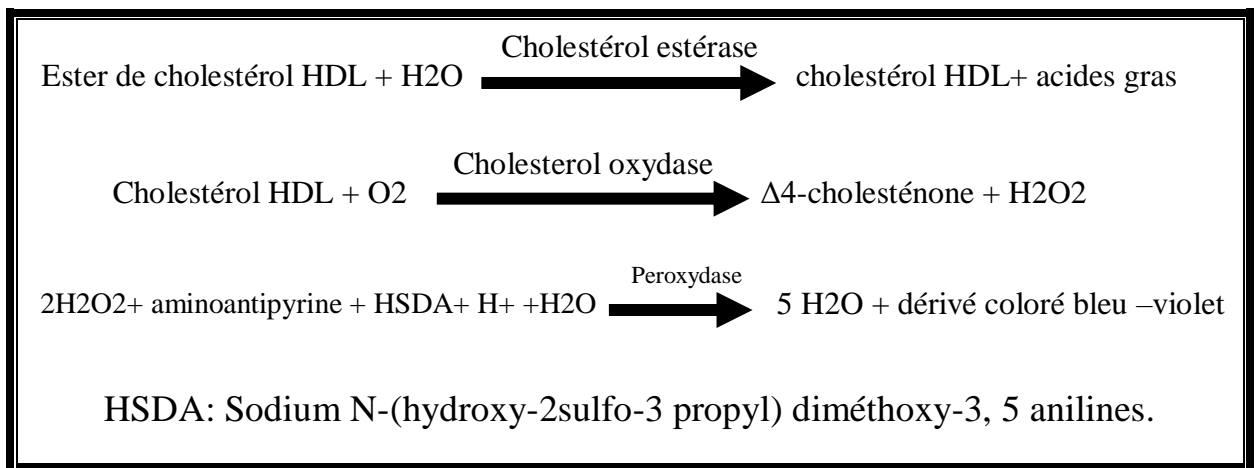 Cholestérol estérase
Ester de cholestérol HDL + H2O cholestérol HDL+ acides gras
Cholesterol oxydase
Cholestérol HDL + O2 Δ4-cholesténone + H2O2
Peroxydase
2H2O2+ aminoantipyrine + HSDA+ H+ +H2O 5 H2O + dérivé coloré bleu –violet
HSDA: Sodium N-(hydroxy-2sulfo-3 propyl) diméthoxy-3, 5 anilines.